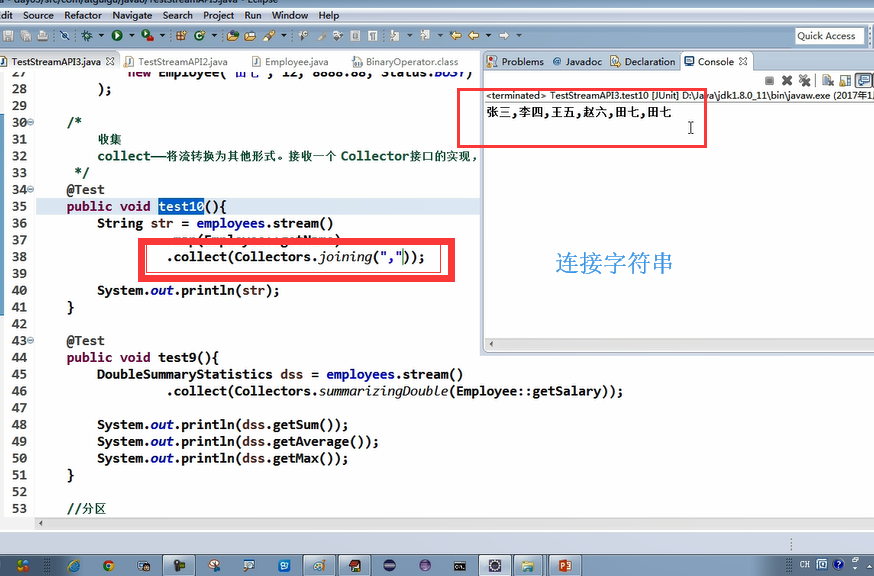 day05/src/com/atguigu/java8/TestStreamAPI3.java - Eclipse
dit Source Refactor Navigate Search Project Run Window Help
Quick Access
TestStreamAPI3.java TestStreamAPI2.java Employee.java BinaryOperator.class
Problems @ Javadoc Declaration Console
<terminated> TestStreamAPI3.test10 [JUnit] D:\Java\jdk1.8.0_11\bin\javaw.exe (2017年1月
张三,李四,王五,赵六,田七,田七
27 new Employee("田七", 12, 8888.88, Status.BUSY)
28 );
29
30 /*
31 收集
32 collect——将流转换为其他形式。接收一个 Collector接口的实现,
33 */
34 @Test
35 public void test10(){
36 String str = employees.stream()
37 .map(Employee::getName)
38 .collect(Collectors.joining(","));
39
40 System.out.println(str);
41 }
42
43 @Test
44 public void test9(){
45 DoubleSummaryStatistics dss = employees.stream()
46 .collect(Collectors.summarizingDouble(Employee::getSalary));
47
48 System.out.println(dss.getSum());
49 System.out.println(dss.getAverage());
50 System.out.println(dss.getMax());
51 }
52
53 //分区
连接字符串
CH